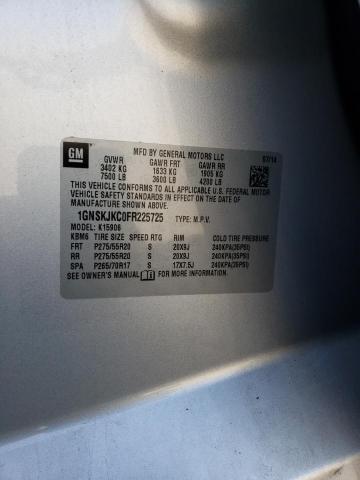 GM
MFD BY GENERAL MOTORS LLC 07/14
GVWR GAWR FRT GAWR RR
3402 KG 1633 KG 1905 KG
7500 LB 3600 LB 4200 LB
THIS VEHICLE CONFORMS TO ALL APPLICABLE U.S. FEDERAL MOTOR
VEHICLE SAFETY STANDARDS IN EFFECT ON THE DATE OF
MANUFACTURE SHOWN ABOVE.
1GNSKJKC0FR225725 TYPE: M.P.V.
MODEL: K15906
KBM6 TIRE SIZE SPEED RTG RIM COLD TIRE PRESSURE
FRT P275/55R20 S 20X9J 240KPA(35PSI)
RR P275/55R20 S 20X9J 240KPA(35PSI)
SPA P265/70R17 S 17X7.5J 240KPA(35PSI)
SEE OWNER'S MANUAL FOR MORE INFORMATION.